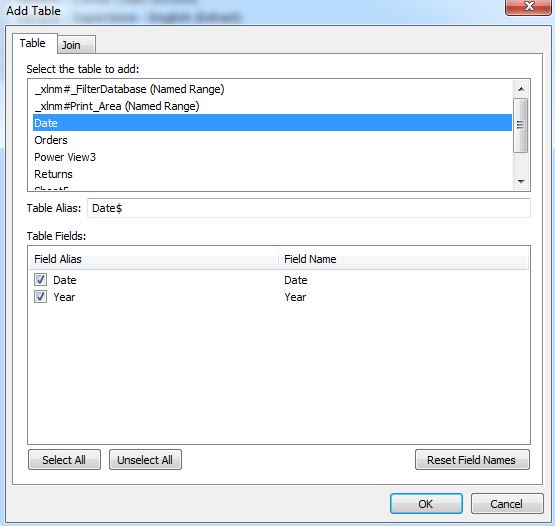 Add Table
Table Join
Select the table to add:
_xlnm#_FilterDatabase (Named Range)
_xlnm#Print_Area (Named Range)
Date
Orders
Power View3
Returns
Table Alias: Date$
Table Fields:
Field Alias Field Name
Date Date
Year Year
Select All Unselect All Reset Field Names
OK Cancel